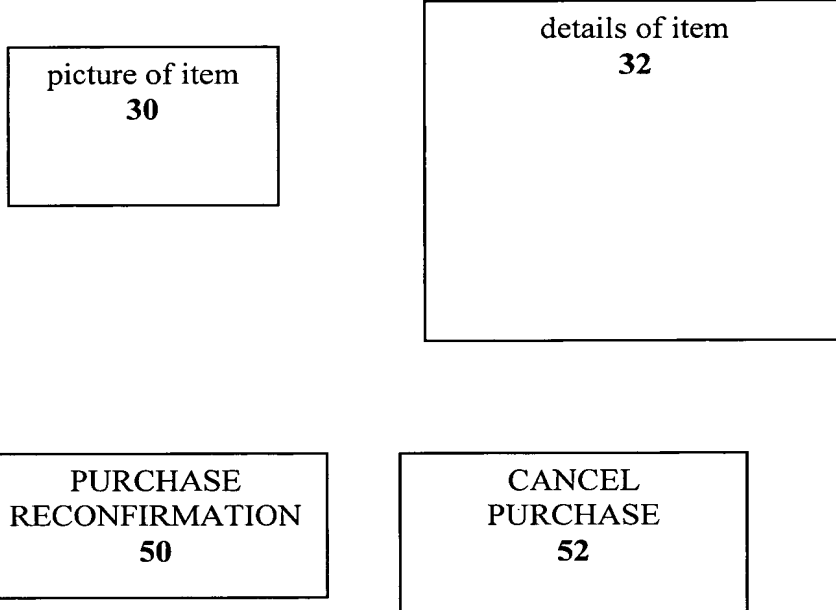 picture of item
30
details of item
32
PURCHASE
RECONFIRMATION
50
CANCEL
PURCHASE
52